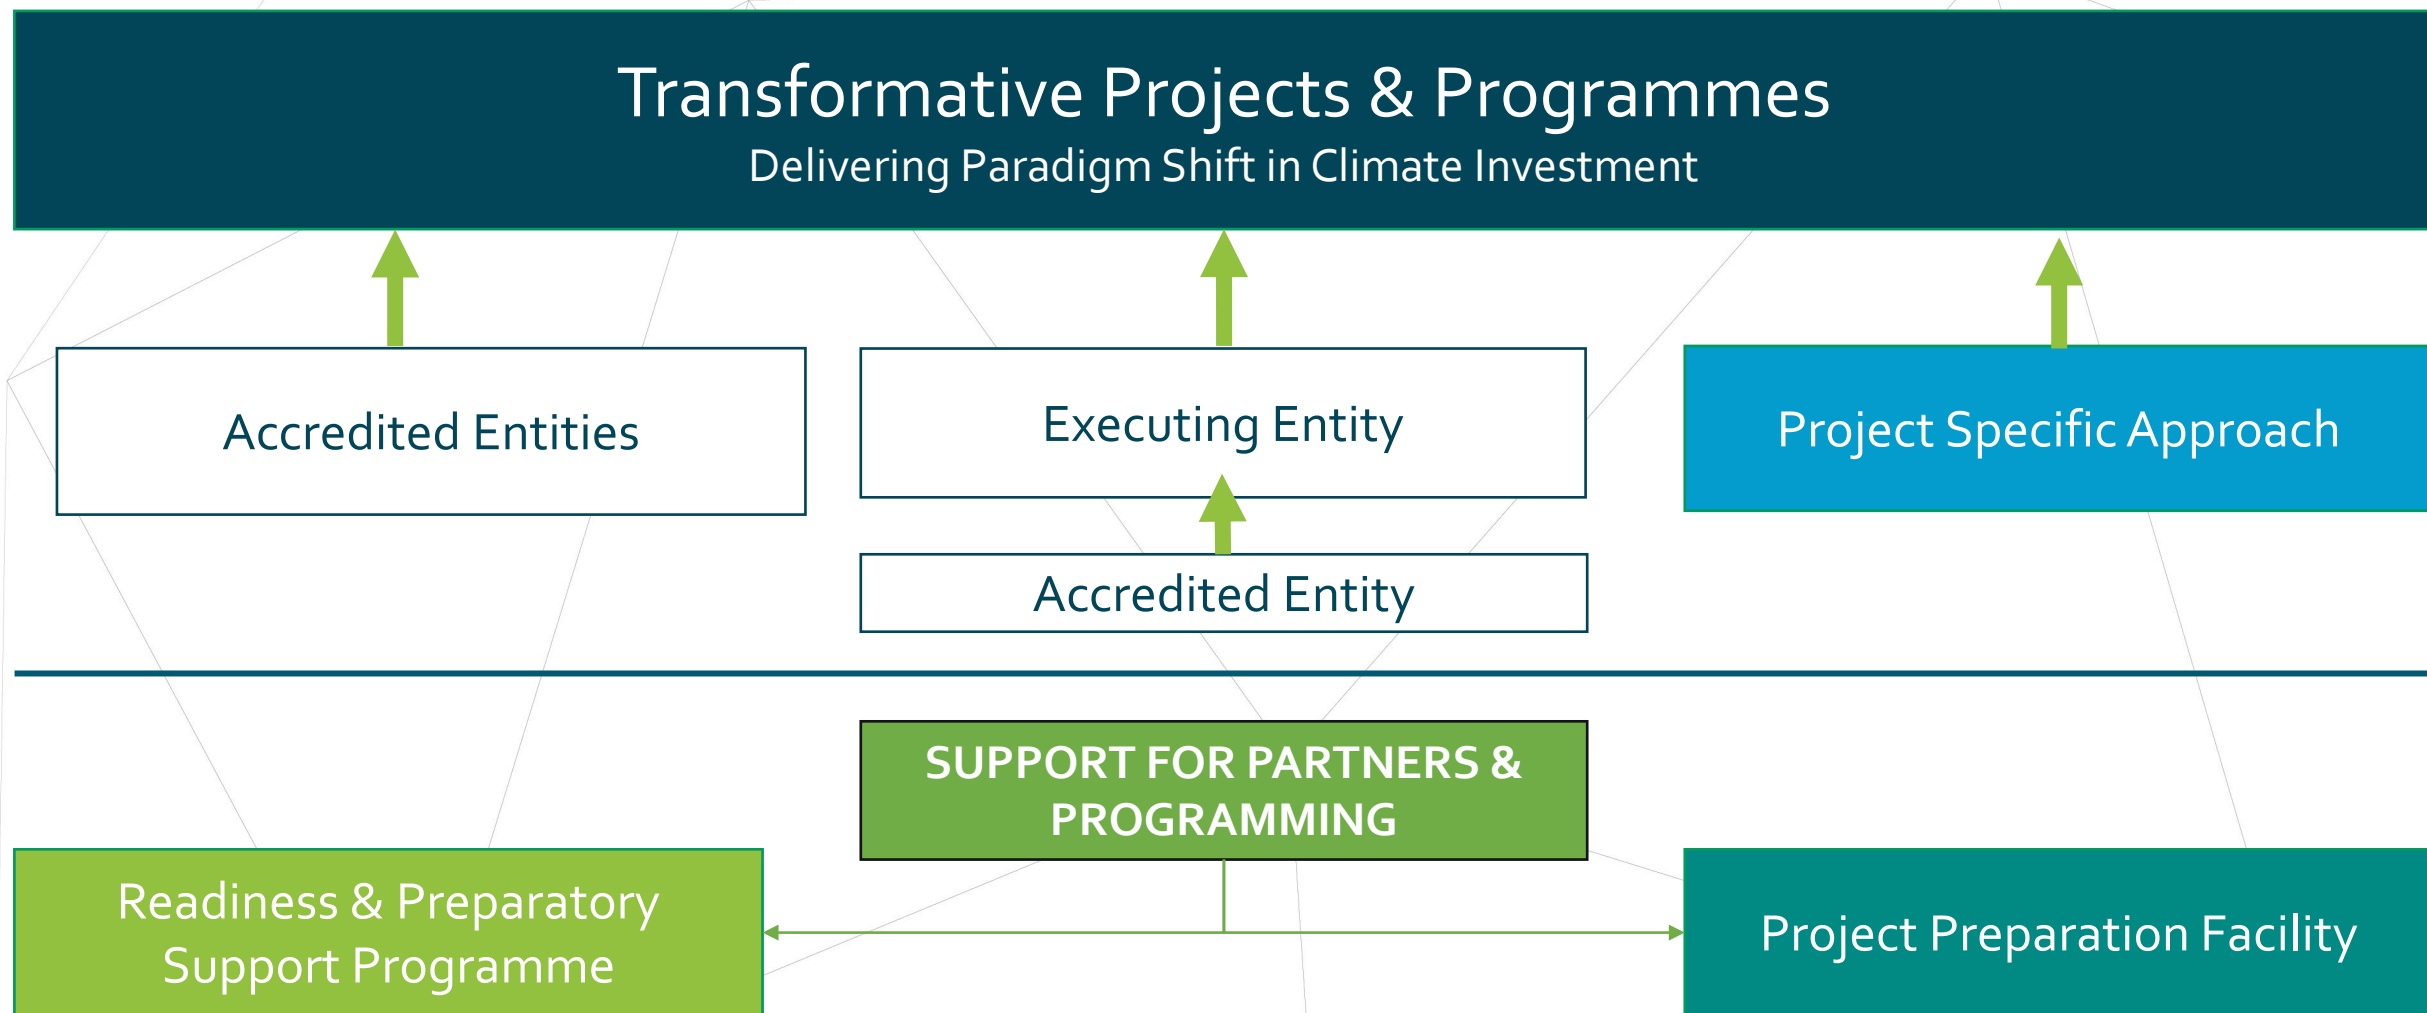 Transformative Projects & Programmes
Delivering Paradigm Shift in Climate Investment
Accredited Entities
Executing Entity
Project Specific Approach
Accredited Entity
SUPPORT FOR PARTNERS &
PROGRAMMING
Readiness & Preparatory
Support Programme
Project Preparation Facility